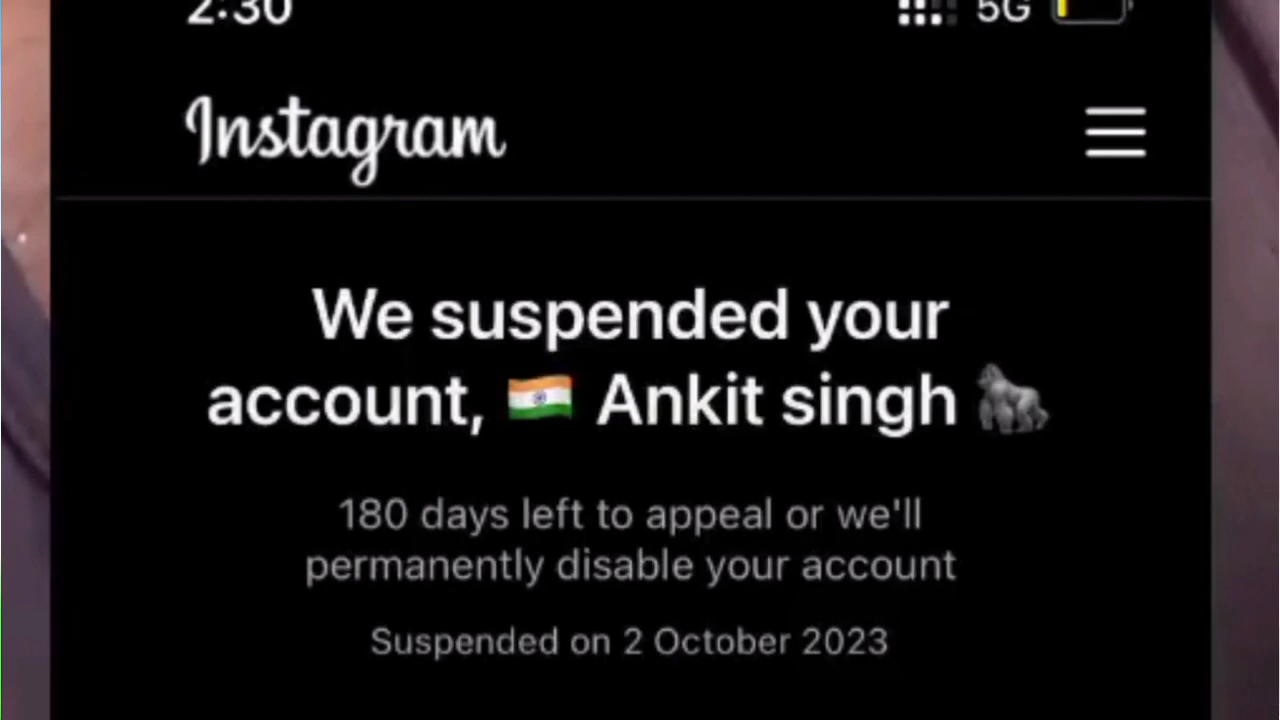 2:30 5G
Instagram
We suspended your
account, 🇮🇳 Ankit singh 🦍
180 days left to appeal or we'll
permanently disable your account
Suspended on 2 October 2023